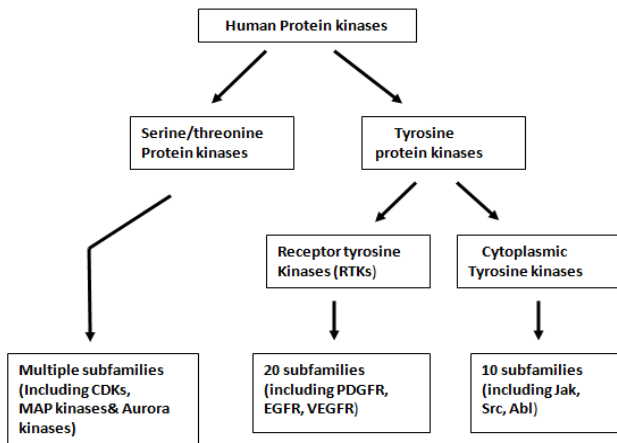 Human Protein kinases
Serine/threonine
Protein kinases
Tyrosine
protein kinases
Receptor tyrosine
Kinases (RTKs)
Cytoplasmic
Tyrosine kinases
Multiple subfamilies
(Including CDKs,
MAP kinases& Aurora
kinases)
20 subfamilies
(including PDGFR,
EGFR, VEGFR)
10 subfamilies
(including Jak,
Src, Abl)